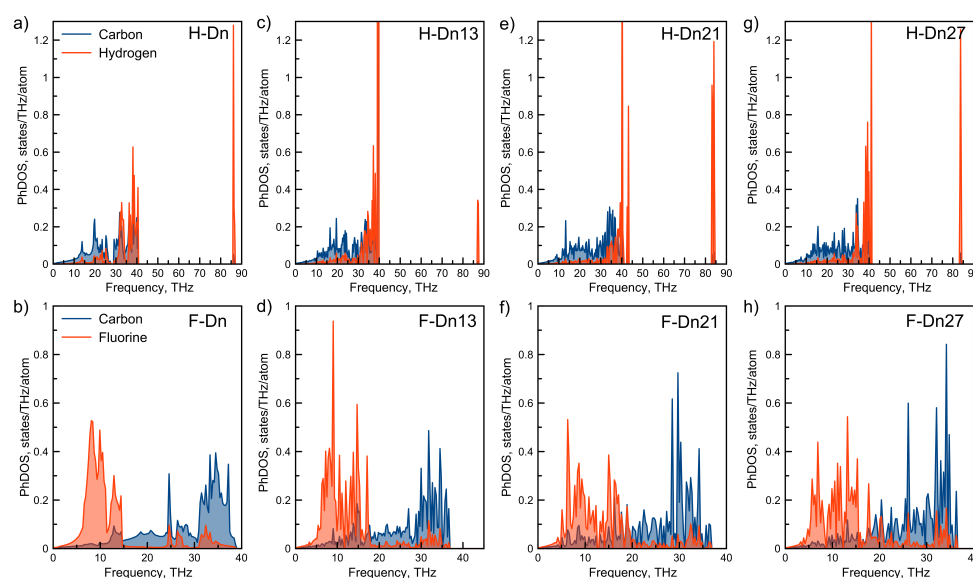 a) H-Dn
Carbon
Hydrogen
PhDOS, states/THz/atom
0 0.2 0.4 0.6 0.8 1 1.2
0 10 20 30 40 50 60 70 80 90
Frequency, THz
c) H-Dn13
PhDOS, states/THz/atom
0 0.2 0.4 0.6 0.8 1 1.2
0 10 20 30 40 50 60 70 80 90
Frequency, THz
e) H-Dn21
PhDOS, states/THz/atom
0 0.2 0.4 0.6 0.8 1 1.2
0 10 20 30 40 50 60 70 80 90
Frequency, THz
g) H-Dn27
PhDOS, states/THz/atom
0 0.2 0.4 0.6 0.8 1 1.2
0 10 20 30 40 50 60 70 80 90
Frequency, THz
b) F-Dn
Carbon
Fluorine
PhDOS, states/THz/atom
0 0.2 0.4 0.6 0.8 1
0 10 20 30 40
Frequency, THz
d) F-Dn13
PhDOS, states/THz/atom
0 0.2 0.4 0.6 0.8 1
0 10 20 30 40
Frequency, THz
f) F-Dn21
PhDOS, states/THz/atom
0 0.2 0.4 0.6 0.8 1
0 10 20 30 40
Frequency, THz
h) F-Dn27
PhDOS, states/THz/atom
0 0.2 0.4 0.6 0.8 1
0 10 20 30 40
Frequency, THz